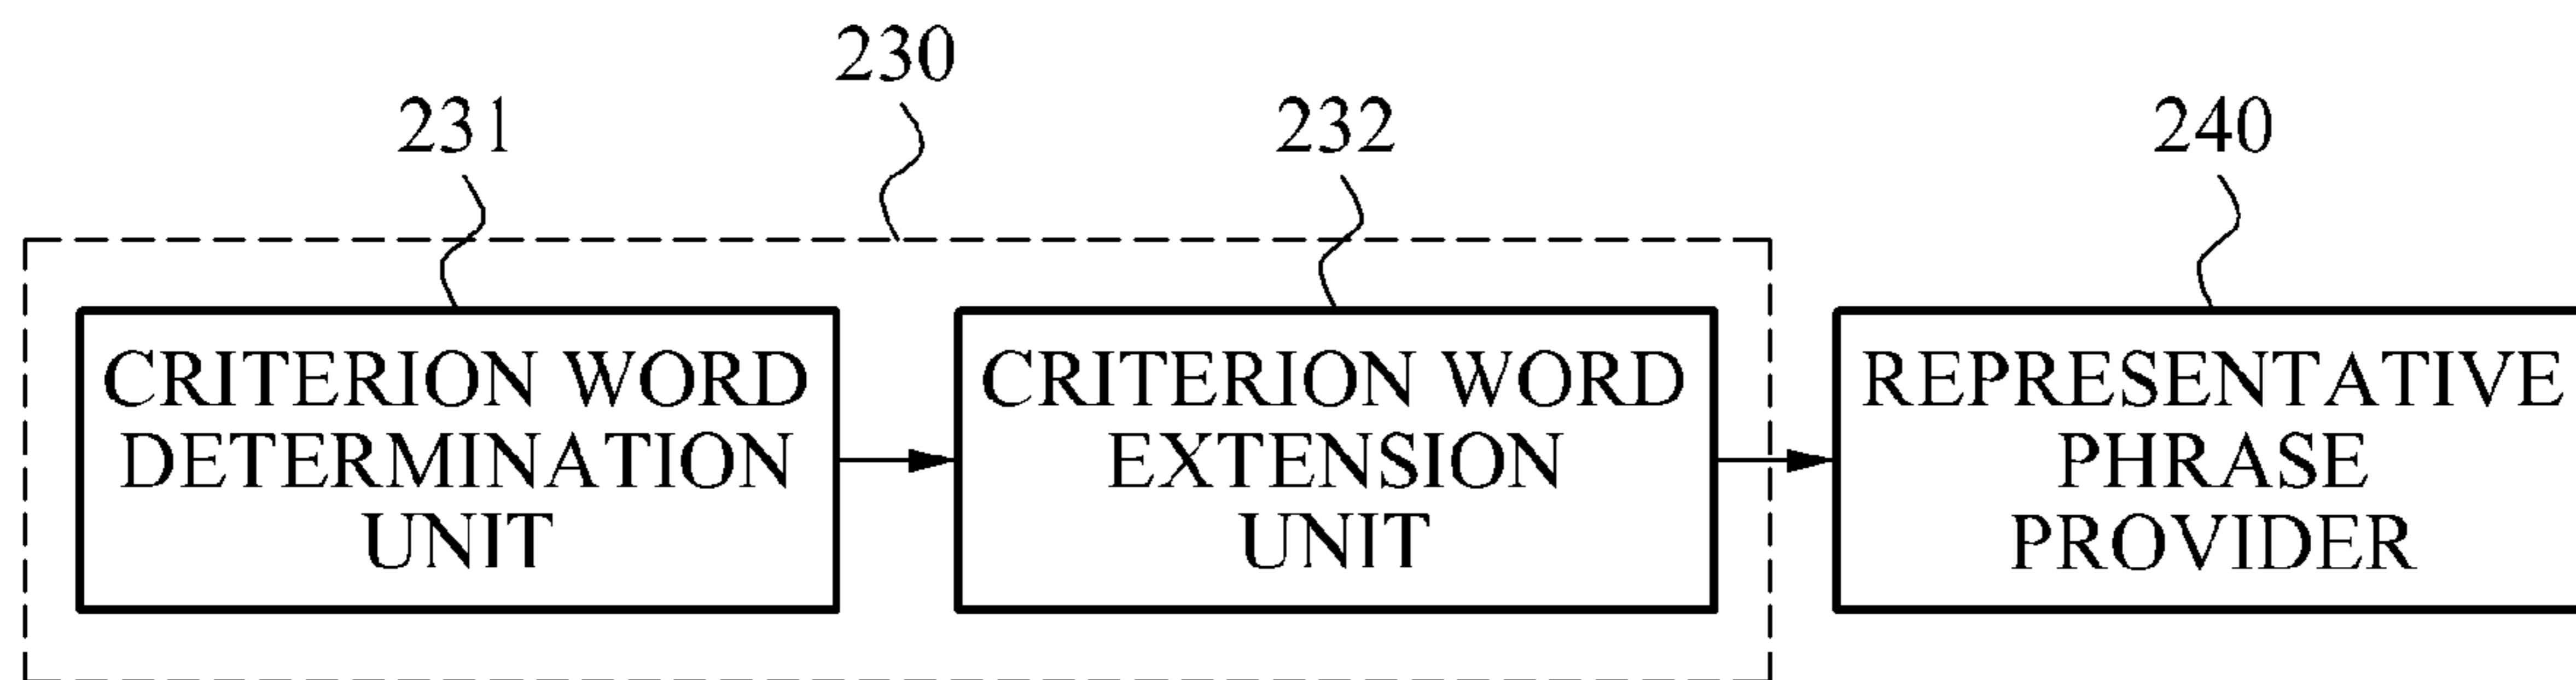 230
231
232
240
CRITERION WORD
DETERMINATION
UNIT
CRITERION WORD
EXTENSION
UNIT
REPRESENTATIVE
PHRASE
PROVIDER